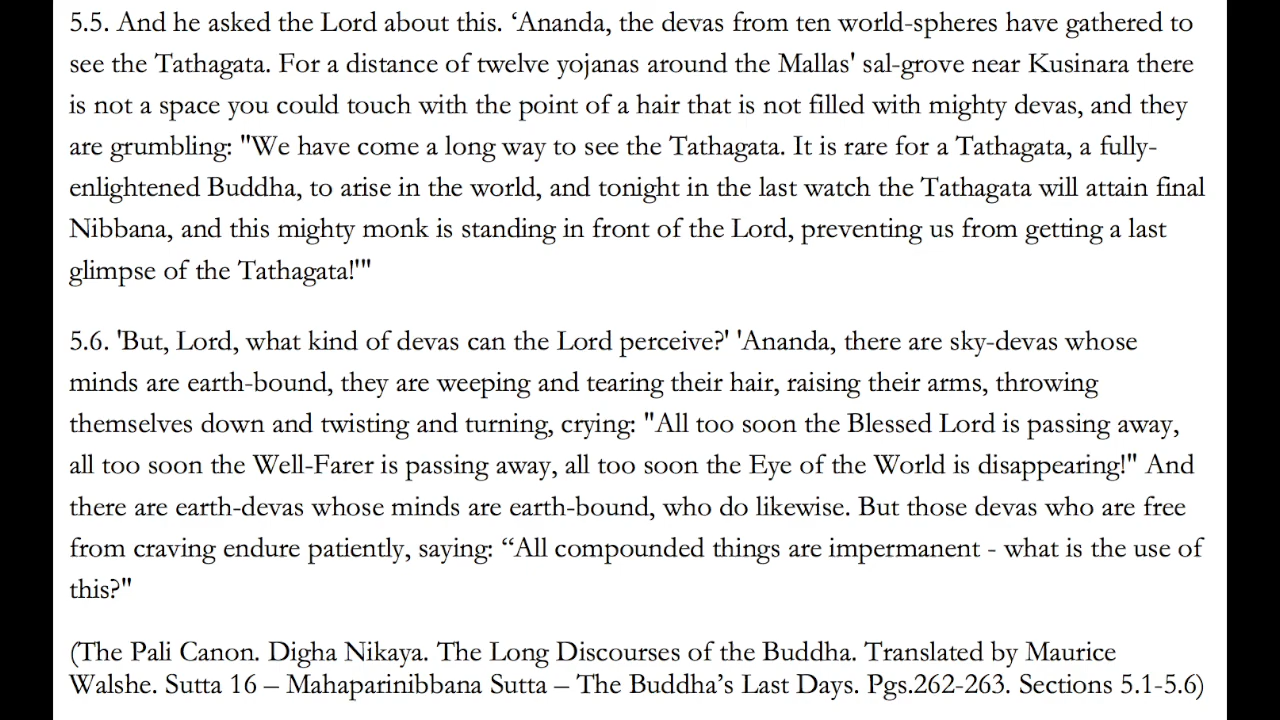 5.5. And he asked the Lord about this. ‘Ananda, the devas from ten world-spheres have gathered to
see the Tathagata. For a distance of twelve yojanas around the Mallas' sal-grove near Kusinara there
is not a space you could touch with the point of a hair that is not filled with mighty devas, and they
are grumbling: "We have come a long way to see the Tathagata. It is rare for a Tathagata, a fully-
enlightened Buddha, to arise in the world, and tonight in the last watch the Tathagata will attain final
Nibbana, and this mighty monk is standing in front of the Lord, preventing us from getting a last
glimpse of the Tathagata!'"
5.6. 'But, Lord, what kind of devas can the Lord perceive?' 'Ananda, there are sky-devas whose
minds are earth-bound, they are weeping and tearing their hair, raising their arms, throwing
themselves down and twisting and turning, crying: "All too soon the Blessed Lord is passing away,
all too soon the Well-Farer is passing away, all too soon the Eye of the World is disappearing!" And
there are earth-devas whose minds are earth-bound, who do likewise. But those devas who are free
from craving endure patiently, saying: “All compounded things are impermanent - what is the use of
this?"
(The Pali Canon. Digha Nikaya. The Long Discourses of the Buddha. Translated by Maurice
Walshe. Sutta 16 – Mahaparinibbana Sutta – The Buddha’s Last Days. Pgs.262-263. Sections 5.1-5.6)